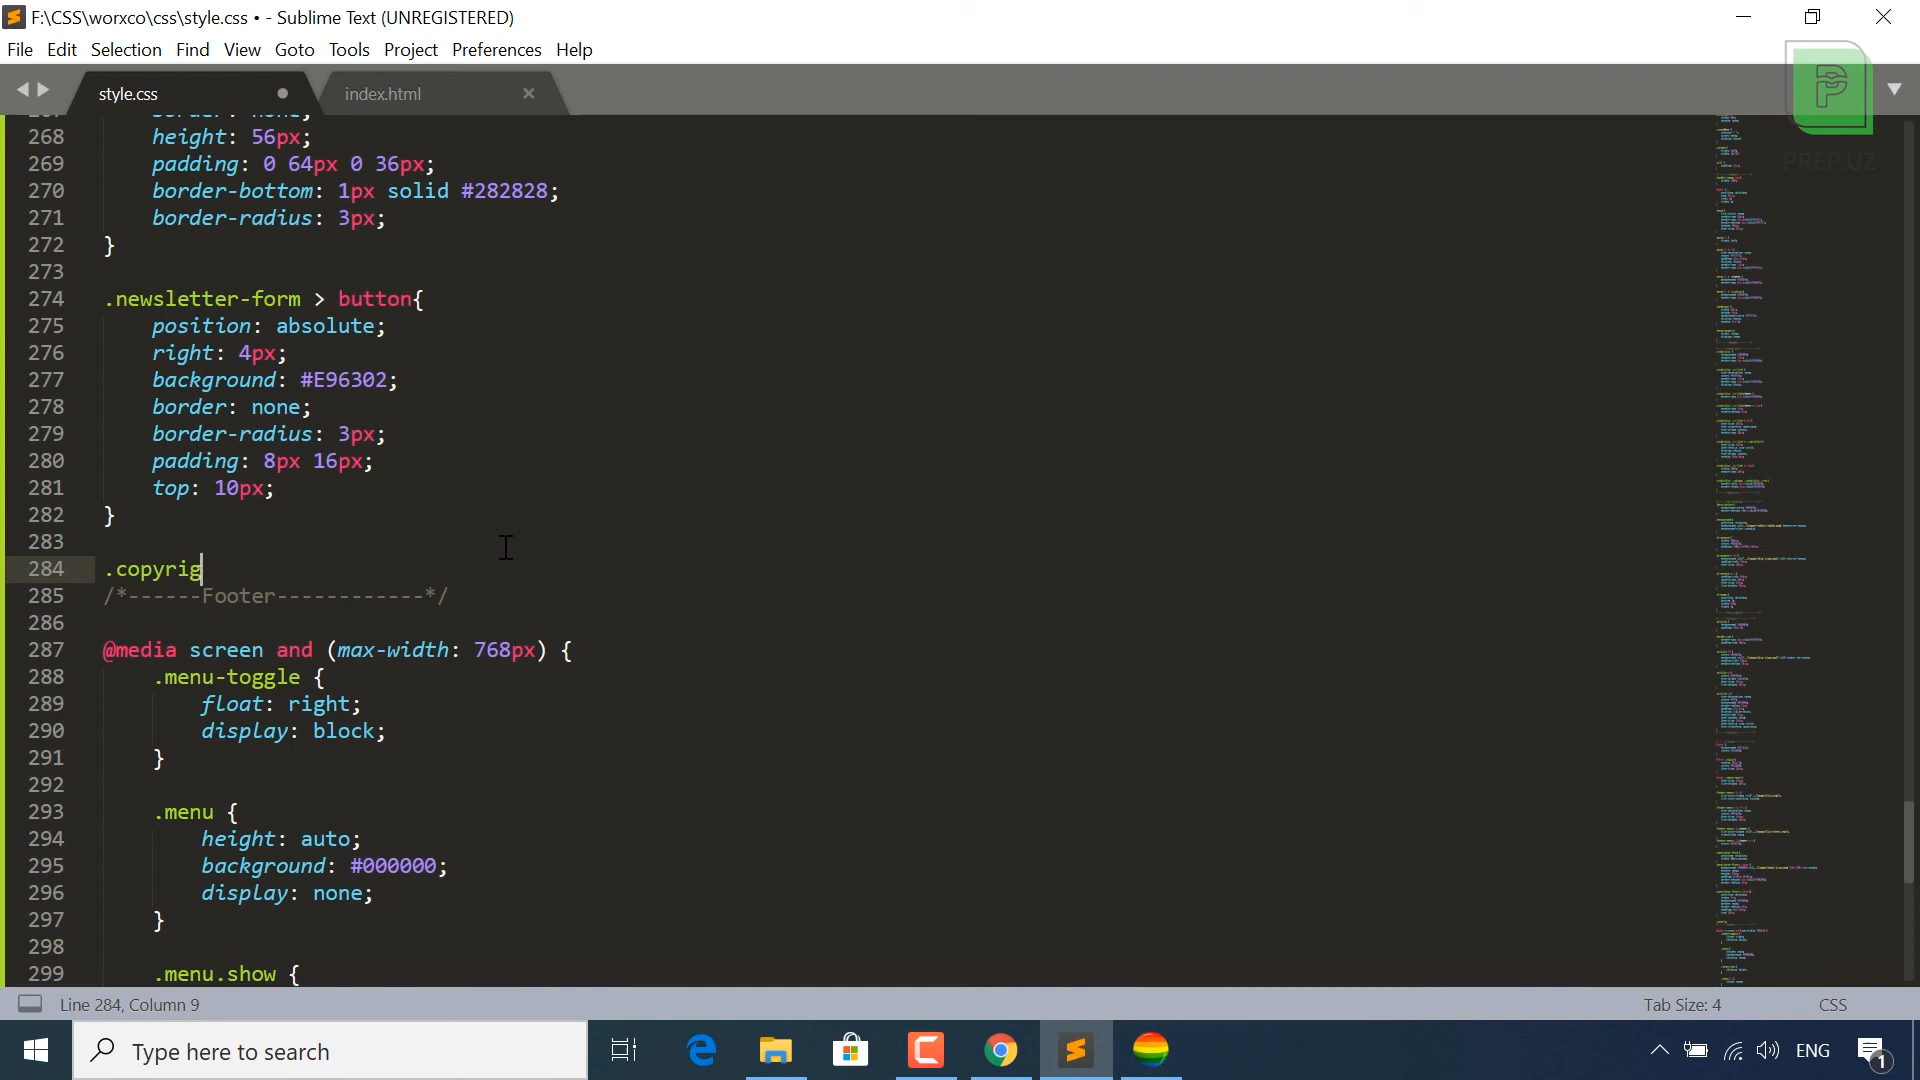 F:\CSS\worxco\css\style.css • - Sublime Text (UNREGISTERED)
File Edit Selection Find View Goto Tools Project Preferences Help
style.css index.html
PREP.UZ
268 height: 56px;
269 padding: 0 64px 0 36px;
270 border-bottom: 1px solid #282828;
271 border-radius: 3px;
272 }
273
274 .newsletter-form > button{
275 position: absolute;
276 right: 4px;
277 background: #E96302;
278 border: none;
279 border-radius: 3px;
280 padding: 8px 16px;
281 top: 10px;
282 }
283
284 .copyrig
285 /*------Footer------------*/
286
287 @media screen and (max-width: 768px) {
288 .menu-toggle {
289 float: right;
290 display: block;
291 }
292
293 .menu {
294 height: auto;
295 background: #000000;
296 display: none;
297 }
298
299 .menu.show {
Line 284, Column 9 Tab Size: 4 CSS
Type here to search ENG 1